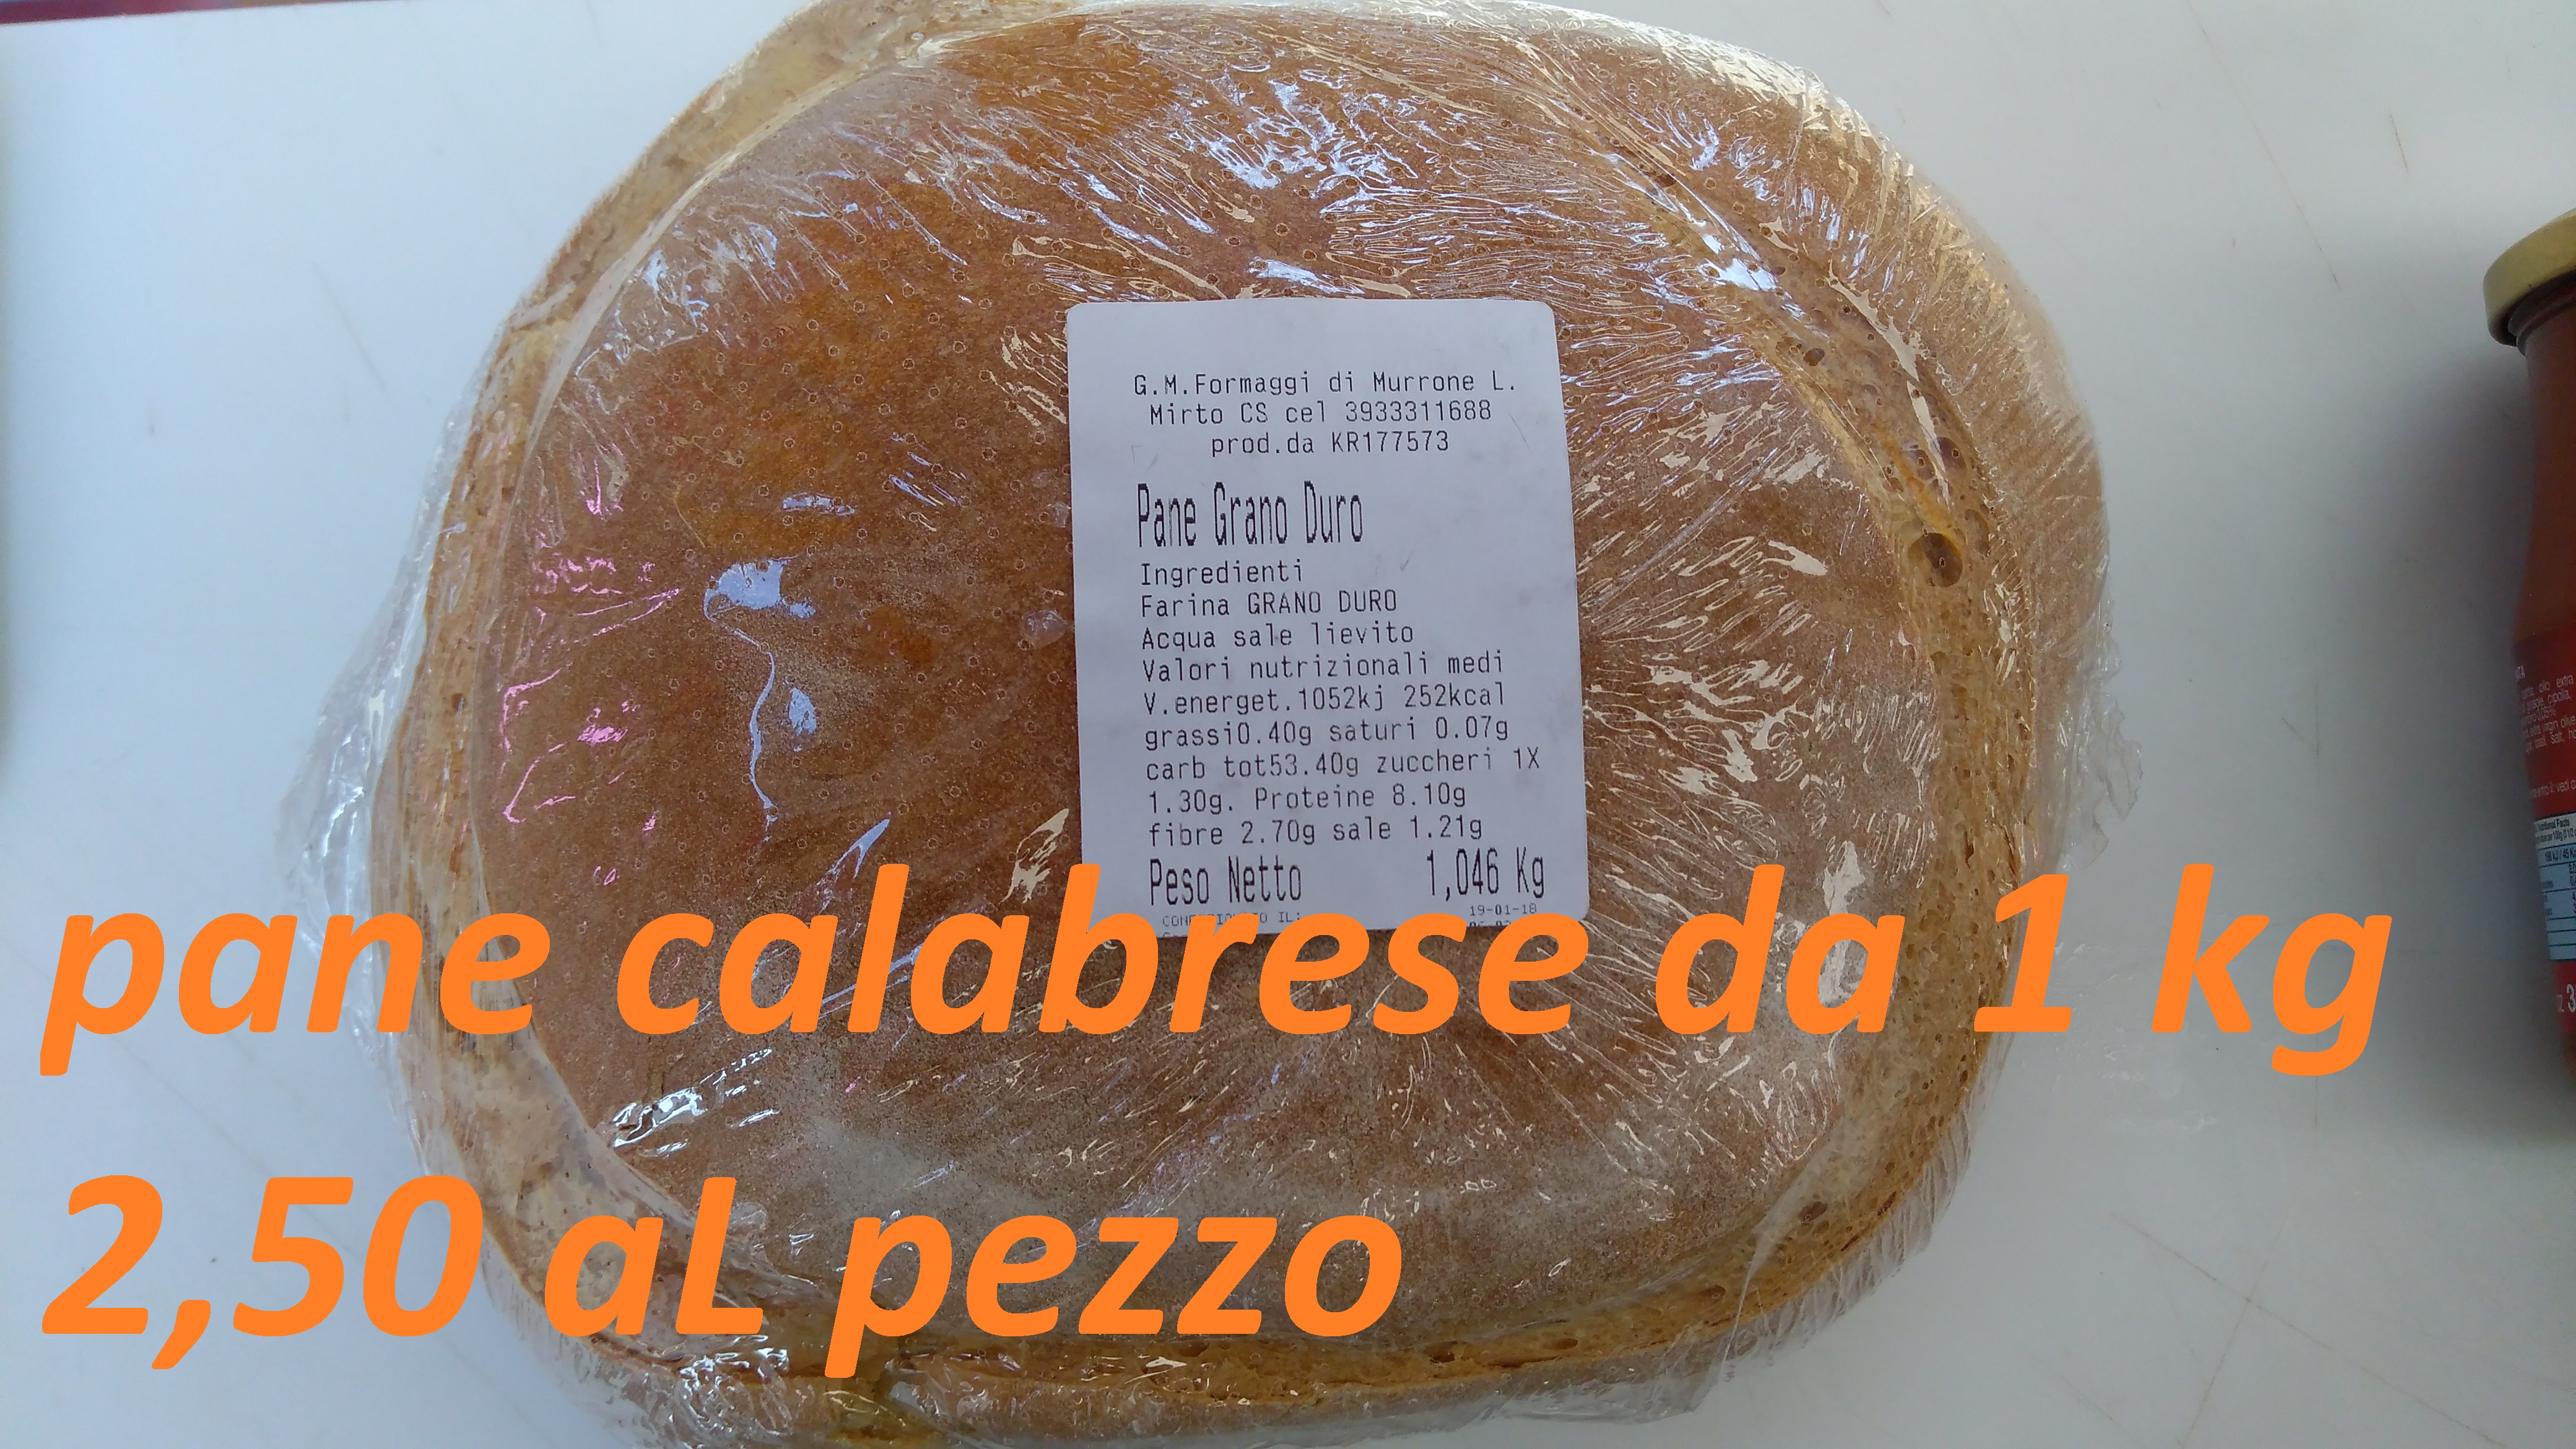 G.M.Formaggi di Murrone L.
Mirto CS cel 3933311688
prod.da KR177573
Pane Grano Duro
Ingredienti
Farina GRANO DURO
Acqua sale lievito
Valori nutrizionali medi
V.energet.1052kj 252kcal
grassi0.40g saturi 0.07g
carb tot53.40g zuccheri 1X
1.30g. Proteine 8.10g
fibre 2.70g sale 1.21g
Peso Netto 1,046 Kg
IL: 19-01-18
pane calabrese da 1 kg
2,50 aL pezzo